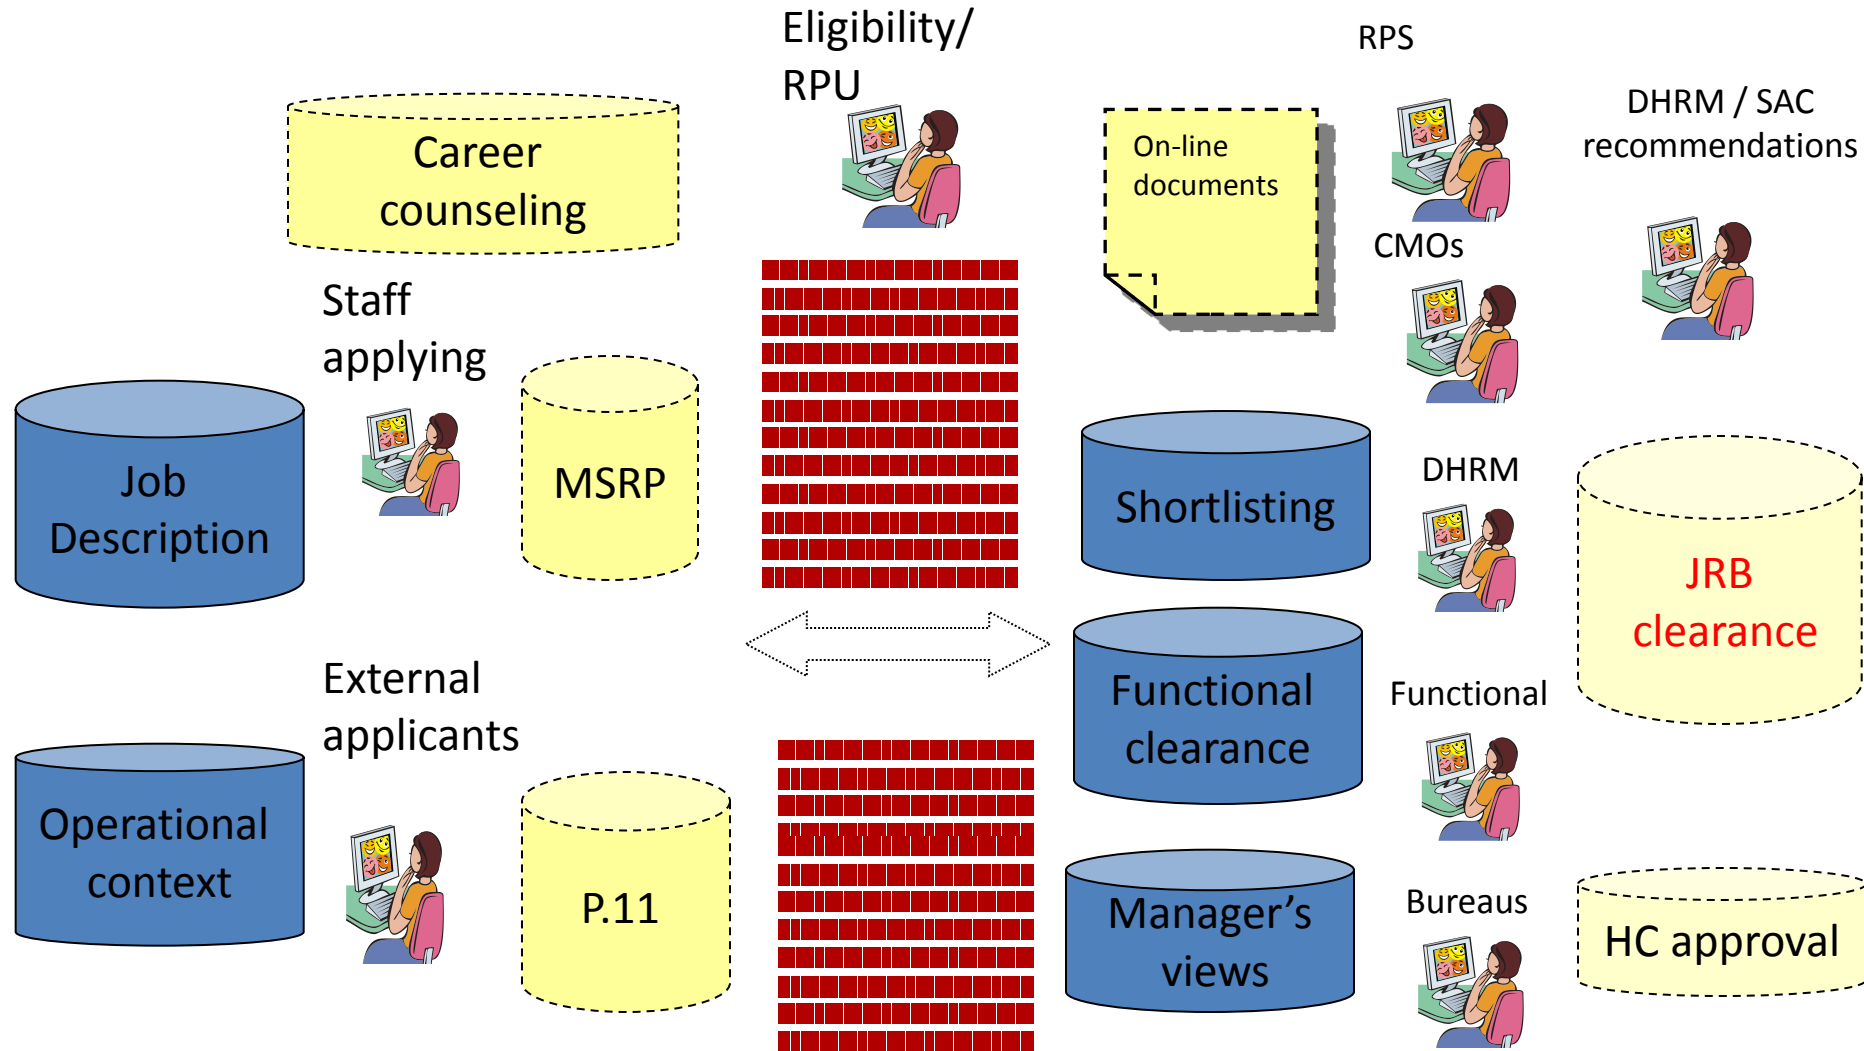 Eligibility/
RPU
RPS
DHRM / SAC
recommendations
Career
counseling
On-line
documents
CMOs
Staff
applying
Job
Description
MSRP
Shortlisting
DHRM
JRB
clearance
External
applicants
Functional
clearance
Functional
Operational
context
P.11
Manager’s
views
Bureaus
HC approval